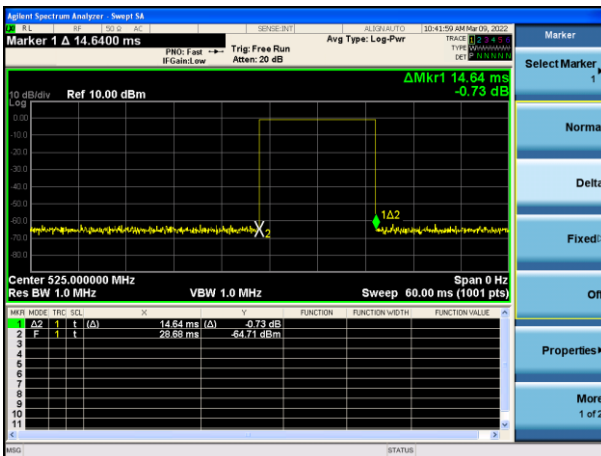 Agilent Spectrum Analyzer - Swept SA
RL RF 50 Ω AC SENSE:INT ALIGNAUTO 10:41:59 AM Mar 09, 2022
Marker 1 Δ 14.6400 ms
PNO: Fast
IFGain:Low
Trig: Free Run
Atten: 20 dB
Avg Type: Log-Pwr
TRACE 1 2 3 4 5 6
TYPE
DET P N N N N N
ΔMkr1 14.64 ms
-0.73 dB
10 dB/div Ref 10.00 dBm
Log
0.00
-10.0
-20.0
-30.0
-40.0
-50.0
-60.0
-70.0
-80.0
1Δ2
2
Center 525.000000 MHz Span 0 Hz
Res BW 1.0 MHz VBW 1.0 MHz Sweep 60.00 ms (1001 pts)
MKR MODE TRC SCL X Y FUNCTION FUNCTION WIDTH FUNCTION VALUE
1 Δ2 1 t (Δ) 14.64 ms (Δ) -0.73 dB
2 F 1 t 28.68 ms -64.71 dBm
3
4
5
6
7
8
9
10
11
MSG STATUS
Marker
Select Marker
1
Norma
Delta
Fixed
Of
Properties
More
1 of 2